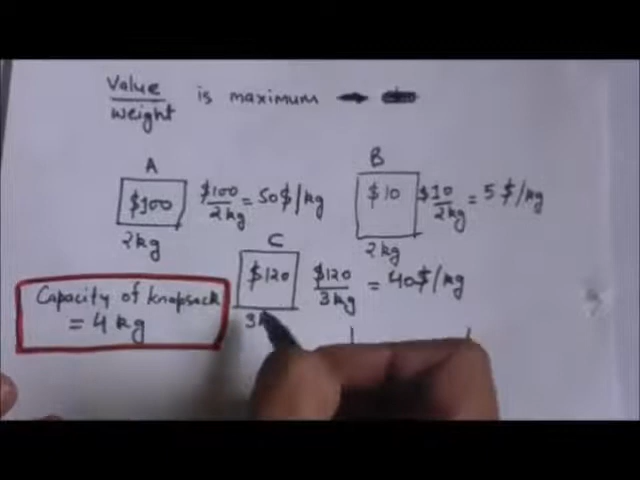 Value
weight
is maximum
A
$100
2kg
$100
2kg
= 50$/kg
B
$10
2kg
$10
2kg
= 5$/kg
C
$120
$120
3kg
= 40$/kg
Capacity of knapsack
= 4 kg